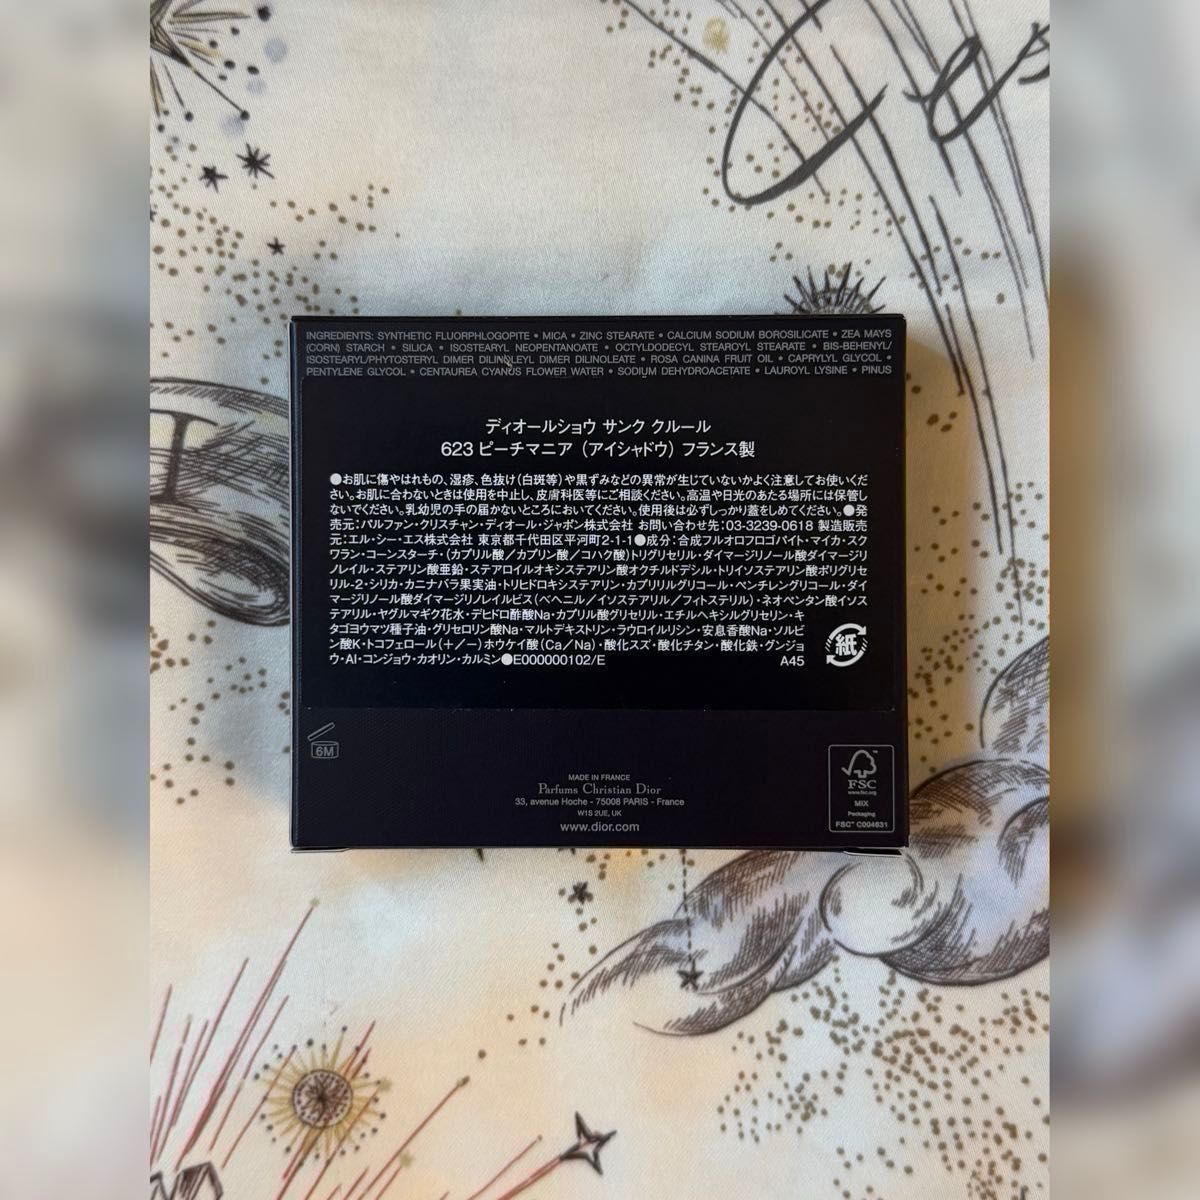 INGREDIENTS: SYNTHETIC FLUORPHLOGOPITE • MICA • ZINC STEARATE • CALCIUM SODIUM BOROSILICATE • ZEA MAYS
(CORN) STARCH • SILICA • ISOSTEARYL NEOPENTANOATE • OCTYLDODECYL STEAROYL STEARATE • BIS-BEHENYL/
ISOSTEARYL/PHYTOSTERYL DIMER DILINOLEYL DIMER DILINOLEATE • ROSA CANINA FRUIT OIL • CAPRYLYL GLYCOL •
PENTYLENE GLYCOL • CENTAUREA CYANUS FLOWER WATER • SODIUM DEHYDROACETATE • LAUROYL LYSINE • PINUS
ディオールショウ サンク クルール
623 ピーチマニア（アイシャドウ）フランス製
●お肌に傷やはれもの、湿疹、色抜け(白斑等)や黒ずみなどの異常が生じていないかよく注意してお使いくだ
さい。お肌に合わないときは使用を中止し、皮膚科医等にご相談ください。高温や日光のあたる場所には保管し
ないでください。乳幼児の手の届かないところにおいてください。使用後は必ずしっかり蓋をしめてください。●発
売元：パルファン・クリスチャン・ディオール・ジャポン株式会社 お問い合わせ先：03-3239-0618 製造販売
元：エル・シー・エス株式会社 東京都千代田区平河町2-1-1●成分：合成フルオロフロゴパイト・マイカ・スク
ワラン・コーンスターチ・(カプリル酸／カプリン酸／コハク酸)トリグリセリル・ダイマージリノール酸ダイマージリ
ノレイル・ステアリン酸亜鉛・ステアロイルオキシステアリン酸オクチルドデシル・トリイソステアリン酸ポリグリセ
リル-2・シリカ・カニナバラ果実油・トリヒドロキシステアリン・カプリリルグリコール・ペンチレングリコール・ダイ
マージリノール酸ダイマージリノレイルビス(ベヘニル／イソステアリル／フィトステリル)・ネオペンタン酸イソス
テアリル・ヤグルマギク花水・デヒドロ酢酸Na・カプリル酸グリセリル・エチルヘキシルグリセリン・キ
タゴヨウマツ種子油・グリセロリン酸Na・マルトデキストリン・ラウロイルリシン・安息香酸Na・ソルビ
ン酸K・トコフェロール(＋／－)ホウケイ酸(Ca／Na)・酸化スズ・酸化チタン・酸化鉄・グンジョ
ウ・Al・コンジョウ・カオリン・カルミン●E000000102/E A45
紙
6M
MADE IN FRANCE
Parfums Christian Dior
33, avenue Hoche - 75008 PARIS - France
W1S 2UE, UK
www.dior.com
FSC
www.fsc.org
MIX
Packaging
FSC™ C004631